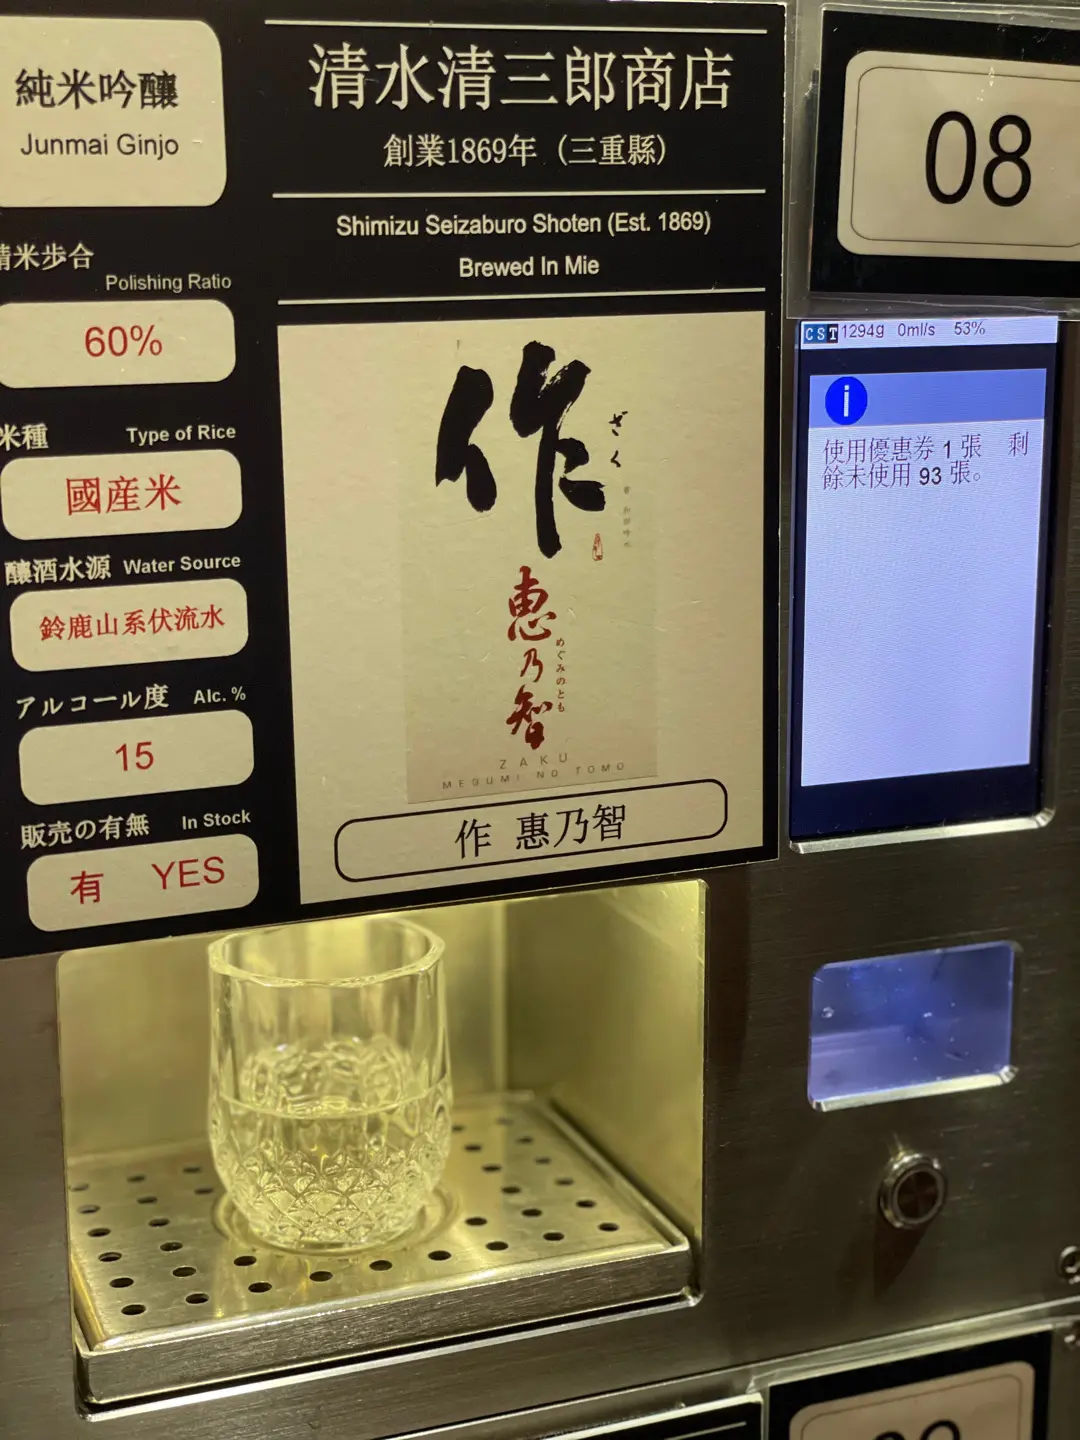 純米吟釀
Junmai Ginjo
精米歩合
Polishing Ratio
60%
米種 Type of Rice
國産米
釀酒水源 Water Source
鈴鹿山系伏流水
アルコール度 Alc. %
15
販売の有無 In Stock
有 YES
清水清三郎商店
創業1869年（三重縣）
Shimizu Seizaburo Shoten (Est. 1869)
Brewed In Mie
作
ざく
惠乃智
めぐみのとも
ZAKU
MEGUMI NO TOMO
作 惠乃智
08
CST 1294g 0ml/s 53%
i
使用優惠券 1 張 剩
餘未使用 93 張。